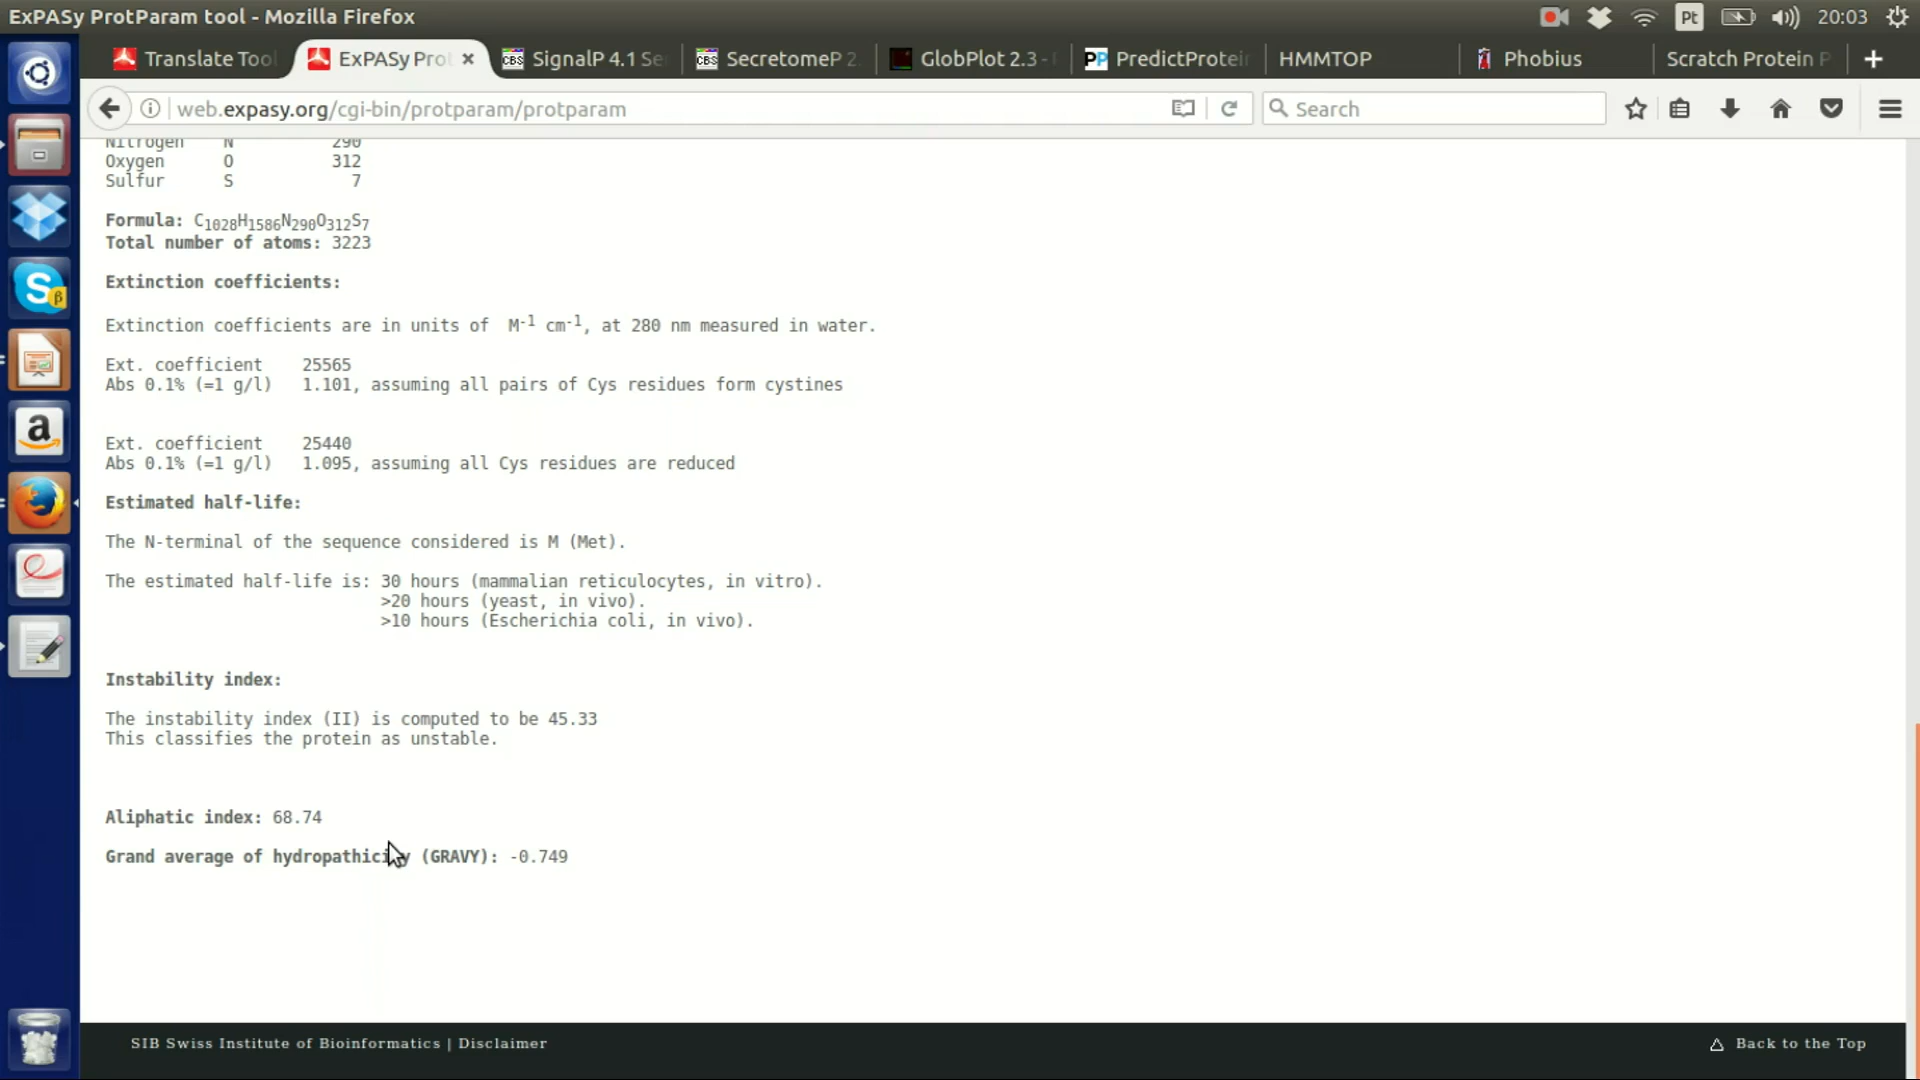 ExPASy ProtParam tool - Mozilla Firefox
Pt
20:03
Translate Tool
ExPASy Pro
CBS SignalP 4.1 Se
CBS SecretomeP 2.
GlobPlot 2.3 -
PP PredictProtein
HMMTOP
Phobius
Scratch Protein P
web.expasy.org/cgi-bin/protparam/protparam
Search
Nitrogen N 290
Oxygen O 312
Sulfur S 7
Formula: C1028H1586N290O312S7
Total number of atoms: 3223
Extinction coefficients:
Extinction coefficients are in units of M-1 cm-1, at 280 nm measured in water.
Ext. coefficient 25565
Abs 0.1% (=1 g/l) 1.101, assuming all pairs of Cys residues form cystines
Ext. coefficient 25440
Abs 0.1% (=1 g/l) 1.095, assuming all Cys residues are reduced
Estimated half-life:
The N-terminal of the sequence considered is M (Met).
The estimated half-life is: 30 hours (mammalian reticulocytes, in vitro).
>20 hours (yeast, in vivo).
>10 hours (Escherichia coli, in vivo).
Instability index:
The instability index (II) is computed to be 45.33
This classifies the protein as unstable.
Aliphatic index: 68.74
Grand average of hydropathicity (GRAVY): -0.749
SIB Swiss Institute of Bioinformatics | Disclaimer
Back to the Top